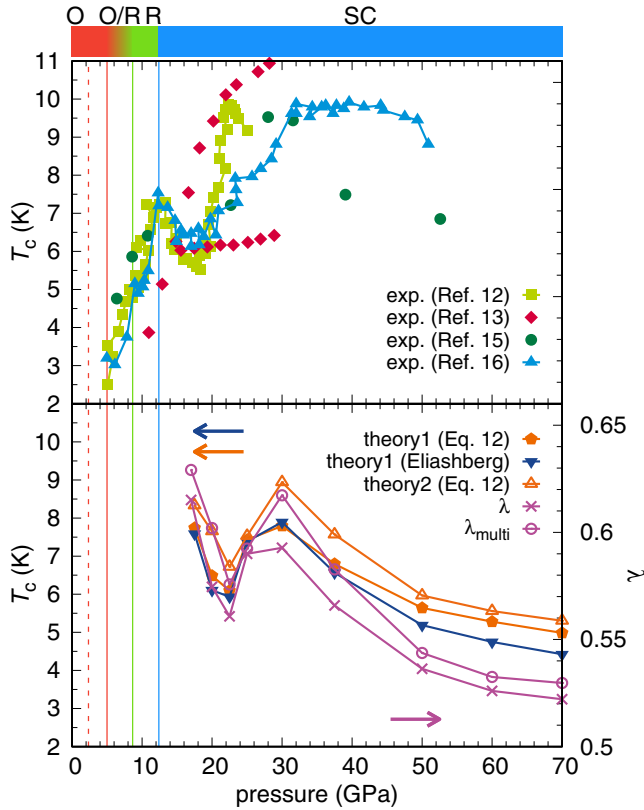 O O/R R SC
11
10
9
8
7
6
5
4
3
2
Tc (K)
exp. (Ref. 12)
exp. (Ref. 13)
exp. (Ref. 15)
exp. (Ref. 16)
10
9
8
7
6
5
4
3
2
Tc (K)
theory1 (Eq. 12)
theory1 (Eliashberg)
theory2 (Eq. 12)
λ
λmulti
0.65
0.6
0.55
0.5
λ
0 10 20 30 40 50 60 70
pressure (GPa)